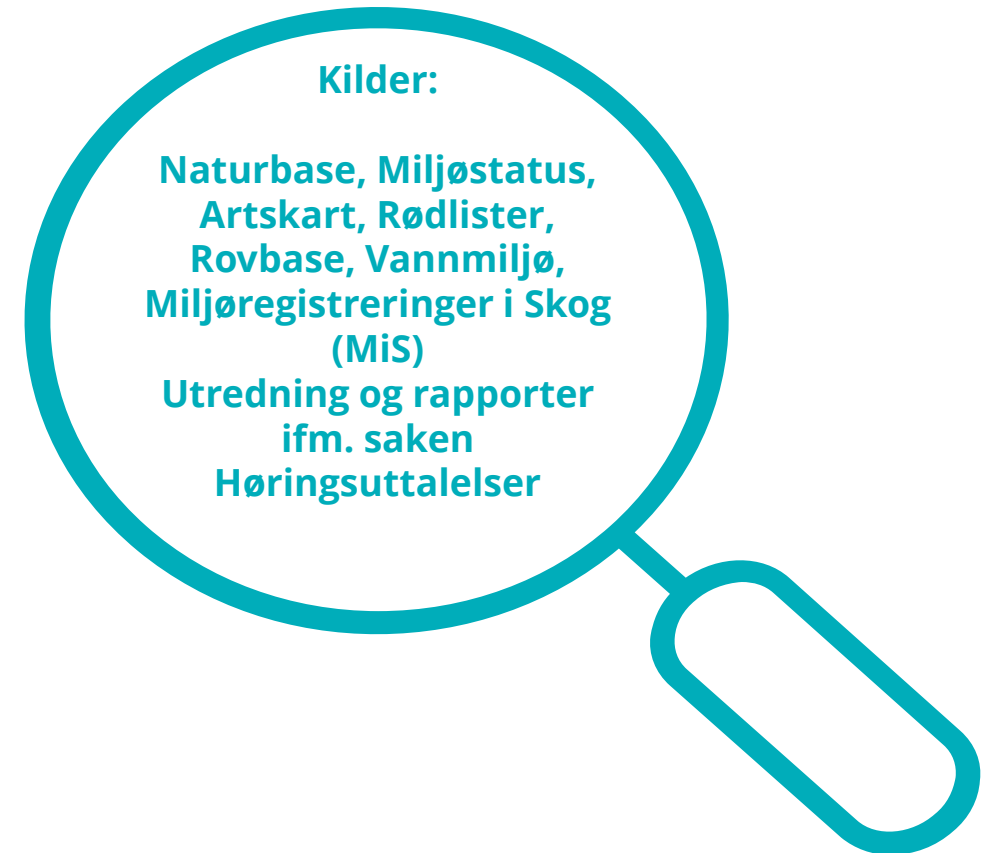 Kilder:
Naturbase, Miljøstatus,
Artskart, Rødlister,
Rovbase, Vannmiljø,
Miljøregistreringer i Skog
(MiS)
Utredning og rapporter
ifm. saken
Høringsuttalelser